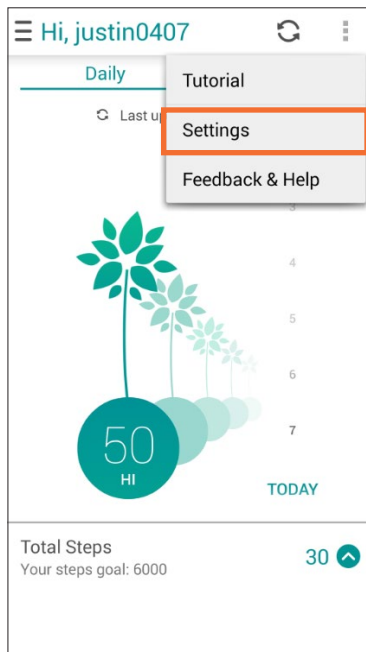 Hi, justin0407
Daily
Tutorial
Last up
Settings
Feedback & Help
3
4
5
6
7
50
HI
TODAY
Total Steps
Your steps goal: 6000
30